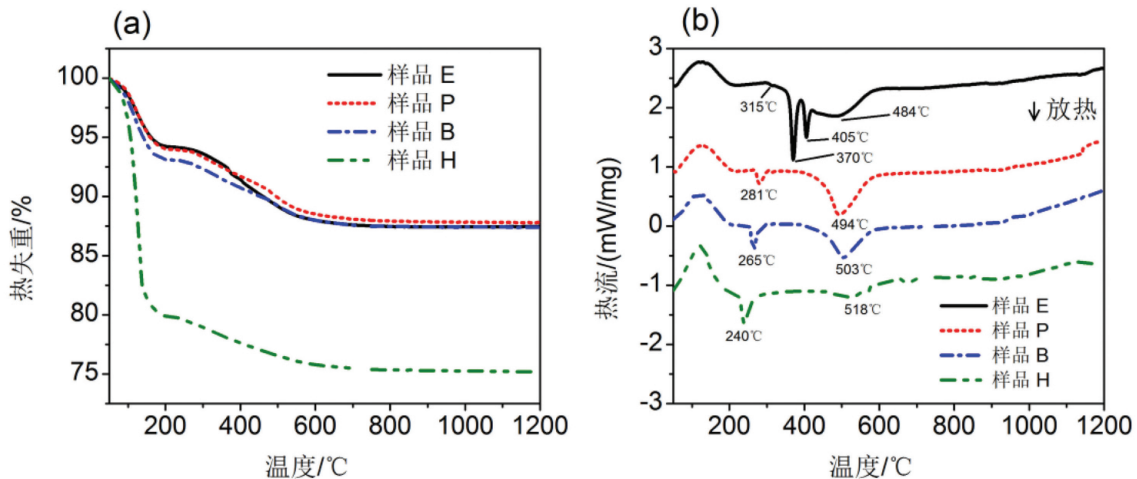 (a)
100
95
90
85
80
75
热失重/%
样品 E
样品 P
样品 B
样品 H
200 400 600 800 1000 1200
温度/℃
(b)
3
2
1
0
-1
-2
-3
热流/(mW/mg)
315℃
484℃
405℃
370℃
放热
281℃
494℃
265℃
503℃
240℃
518℃
样品 E
样品 P
样品 B
样品 H
200 400 600 800 1000 1200
温度/℃